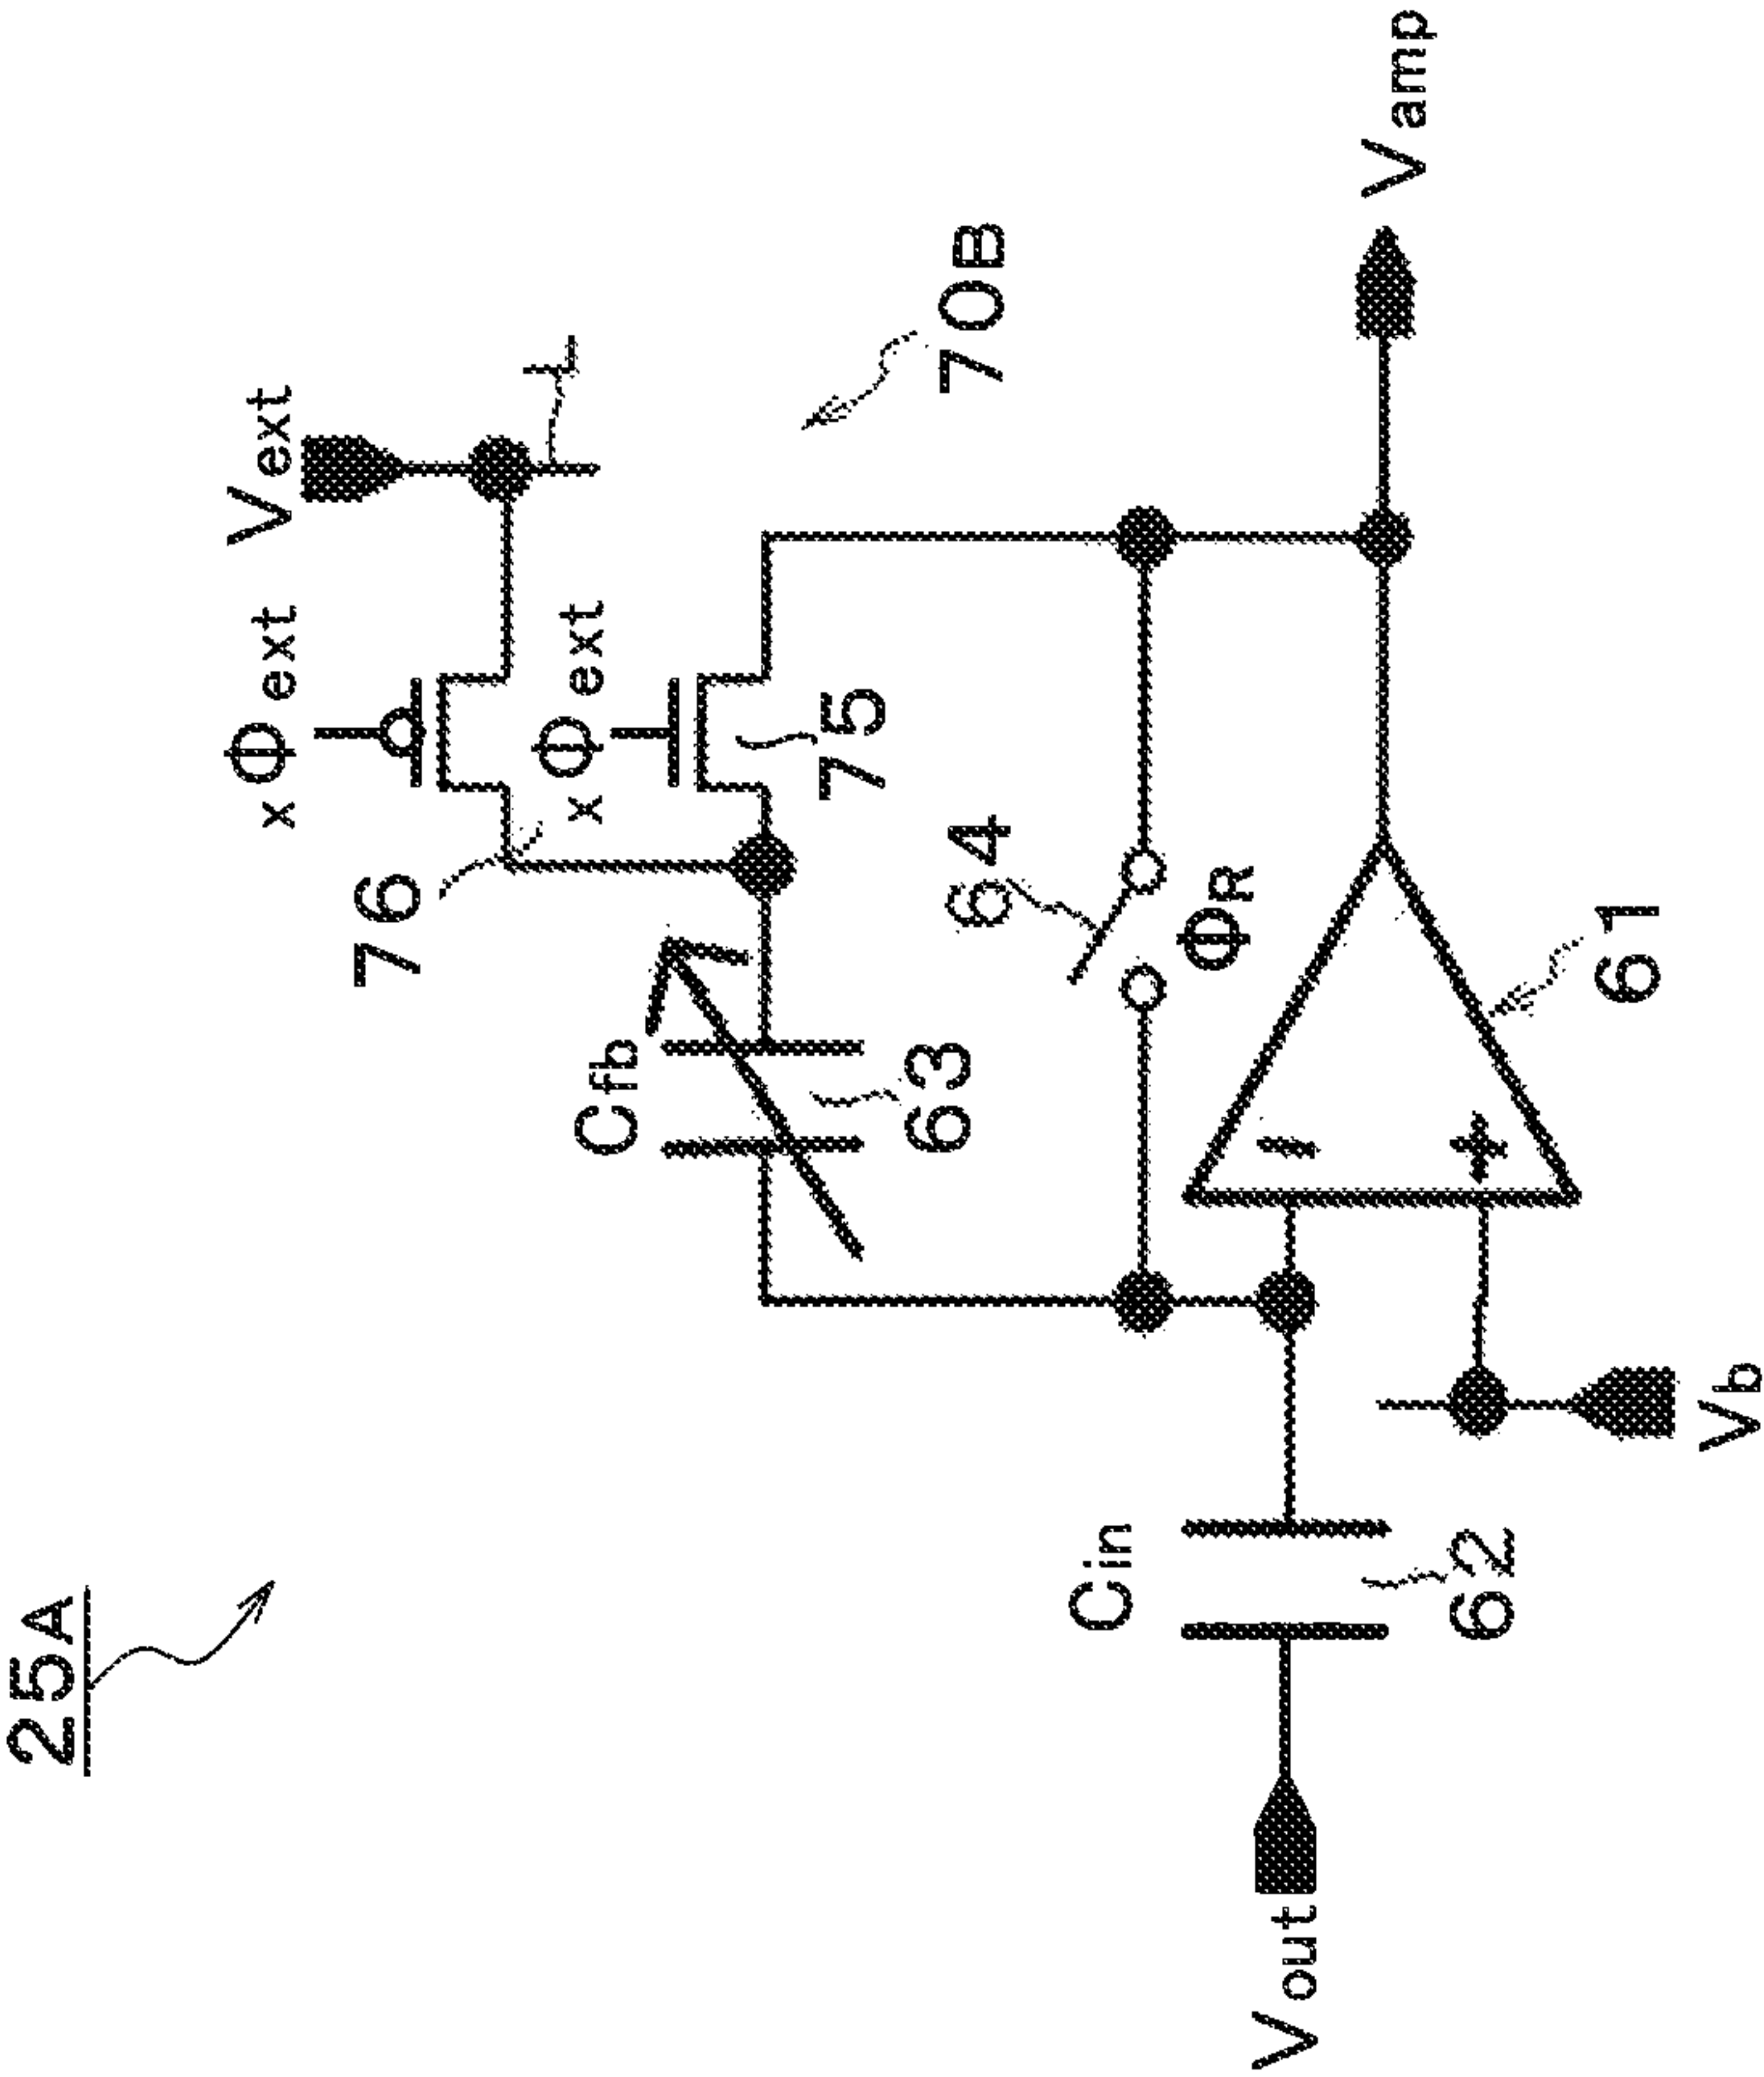 25A
Vext
xΦext
L
76
xΦext
75
70B
Cfb
63
64
ΦR
Vamp
-
+
61
Cin
62
Vout
Vb